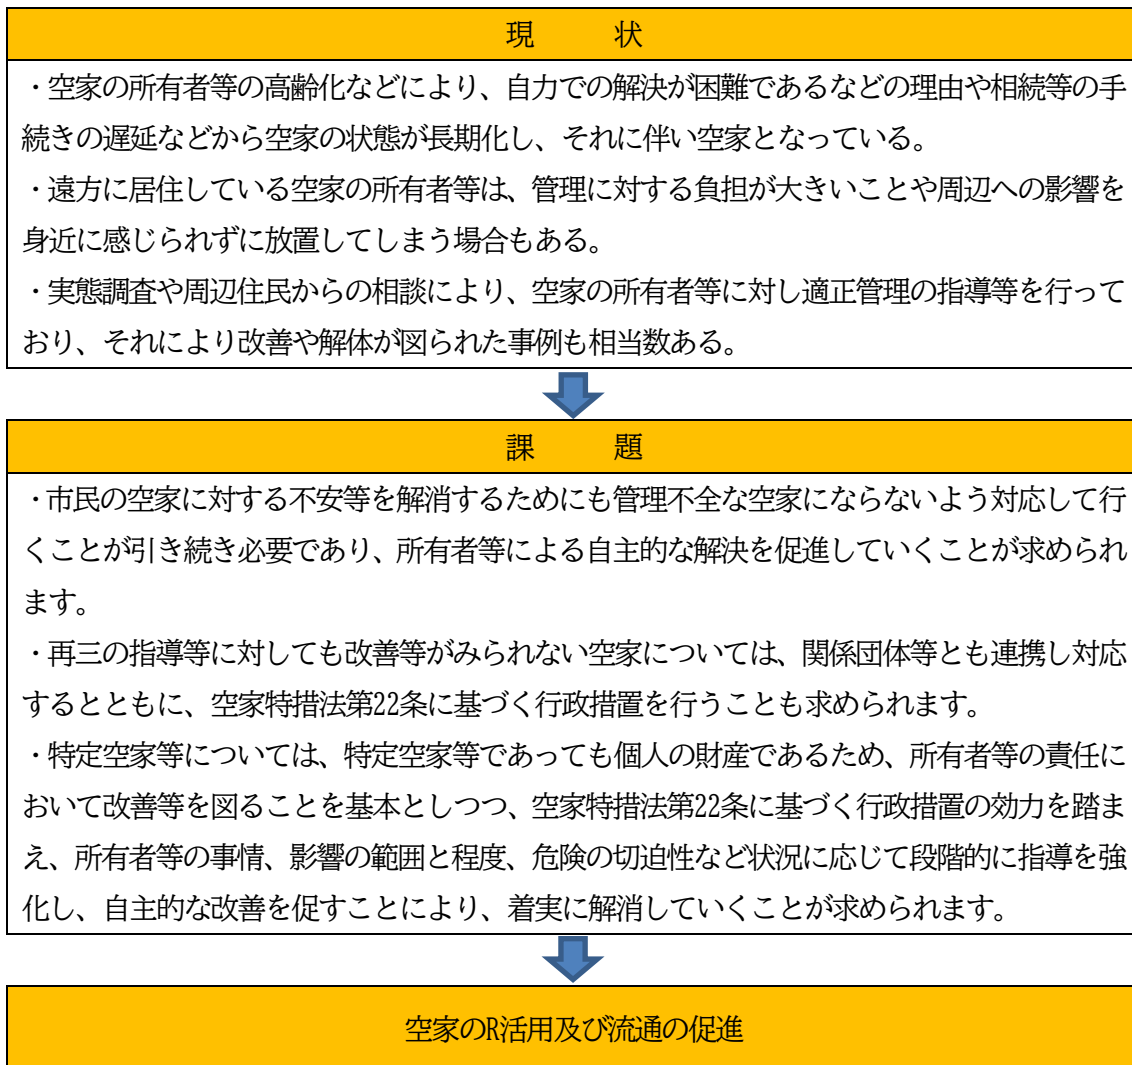 現　　　状
・空家の所有者等の高齢化などにより、自力での解決が困難であるなどの理由や相続等の手
続きの遅延などから空家の状態が長期化し、それに伴い空家となっている。
・遠方に居住している空家の所有者等は、管理に対する負担が大きいことや周辺への影響を
身近に感じられずに放置してしまう場合もある。
・実態調査や周辺住民からの相談により、空家の所有者等に対し適正管理の指導等を行って
おり、それにより改善や解体が図られた事例も相当数ある。
課　　　題
・市民の空家に対する不安等を解消するためにも管理不全な空家にならないよう対応して行
くことが引き続き必要であり、所有者等による自主的な解決を促進していくことが求められ
ます。
・再三の指導等に対しても改善等がみられない空家については、関係団体等とも連携し対応
するとともに、空家特措法第22条に基づく行政措置を行うことも求められます。
・特定空家等については、特定空家等であっても個人の財産であるため、所有者等の責任に
おいて改善等を図ることを基本としつつ、空家特措法第22条に基づく行政措置の効力を踏ま
え、所有者等の事情、影響の範囲と程度、危険の切迫性など状況に応じて段階的に指導を強
化し、自主的な改善を促すことにより、着実に解消していくことが求められます。
空家のR活用及び流通の促進